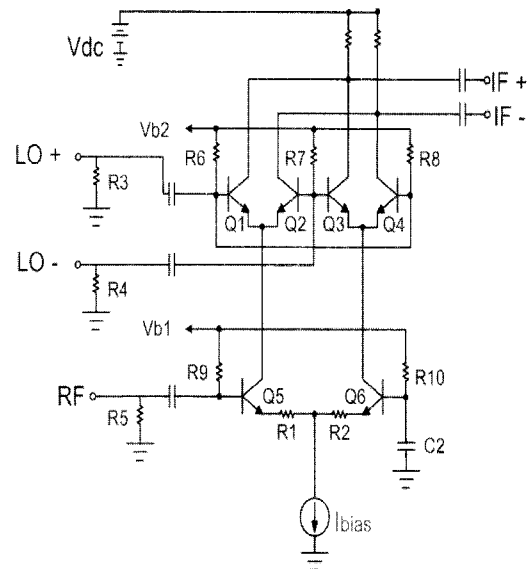 Vdc
IF +
IF -
Vb2
LO +
R6
R7
R8
R3
Q1
Q2
Q3
Q4
LO -
R4
Vb1
R9
R10
RF
Q5
Q6
R5
R1
R2
C2
Ibias